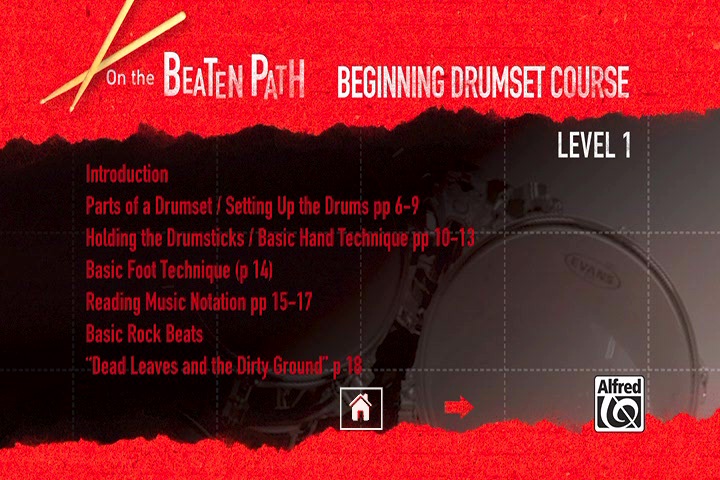 On the BEATEN PATH BEGINNING DRUMSET COURSE
LEVEL 1
Introduction
Parts of a Drumset / Setting Up the Drums pp 6-9
Holding the Drumsticks / Basic Hand Technique pp 10-13
Basic Foot Technique (p 14)
Reading Music Notation pp 15-17
Basic Rock Beats
“Dead Leaves and the Dirty Ground” p 18
EVANS
Alfred